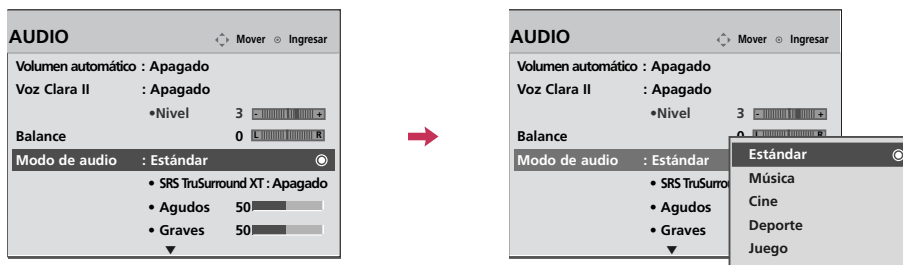 AUDIO
Mover Ingresar
Volumen automático : Apagado
Voz Clara II : Apagado
•Nivel 3 - +
Balance 0 L R
Modo de audio : Estándar
• SRS TruSurround XT : Apagado
• Agudos 50
• Graves 50
AUDIO
Mover Ingresar
Volumen automático : Apagado
Voz Clara II : Apagado
•Nivel 3 - +
Balance 0 L R
Modo de audio : Estándar
• SRS TruSurro
• Agudos
• Graves
Estándar
Música
Cine
Deporte
Juego